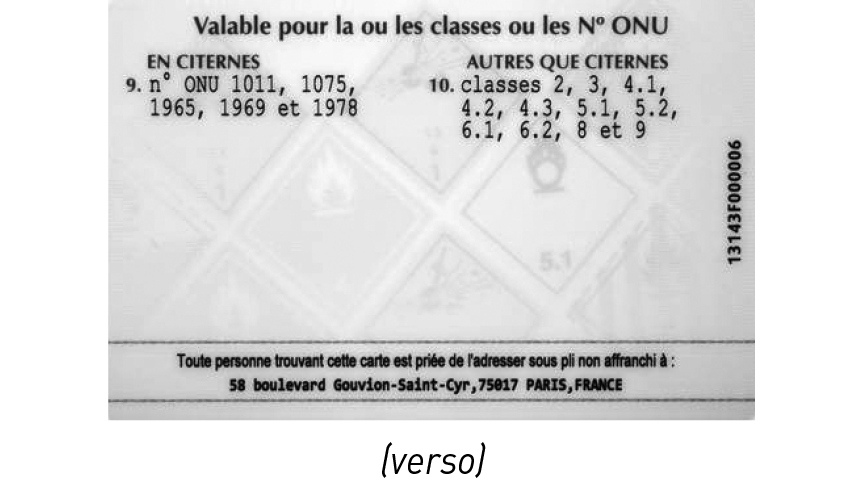 Valable pour la ou les classes ou les Nº ONU
EN CITERNES
9. n° ONU 1011, 1075,
1965, 1969 et 1978
AUTRES QUE CITERNES
10. classes 2, 3, 4.1,
4.2, 4.3, 5.1, 5.2,
6.1, 6.2, 8 et 9
5.1
13143F000006
Toute personne trouvant cette carte est priée de l'adresser sous pli non affranchi à :
58 boulevard Gouvion-Saint-Cyr,75017 PARIS,FRANCE
(verso)